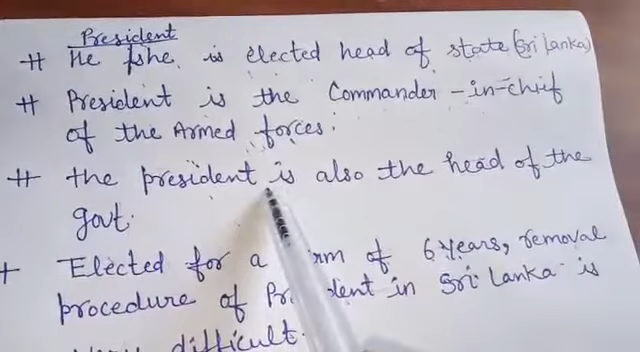 President
# He /she is elected head of state (Sri lanka)
# President is the Commander -in-chief
of the Armed forces.
# the president is also the head of the
govt.
Elected for a of 6 years, removal
procedure of in Sri Lanka is
difficult.